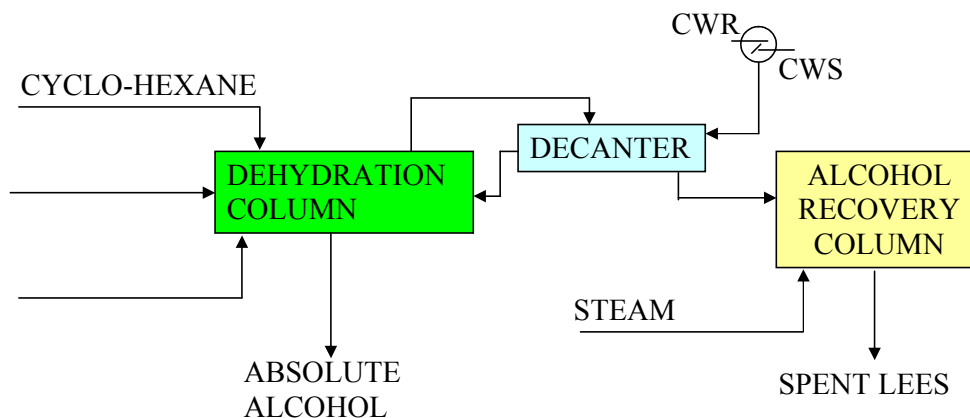 CWR
CWS
CYCLO-HEXANE
DECANTER
DEHYDRATION
COLUMN
ALCOHOL
RECOVERY
COLUMN
STEAM
ABSOLUTE
ALCOHOL
SPENT LEES